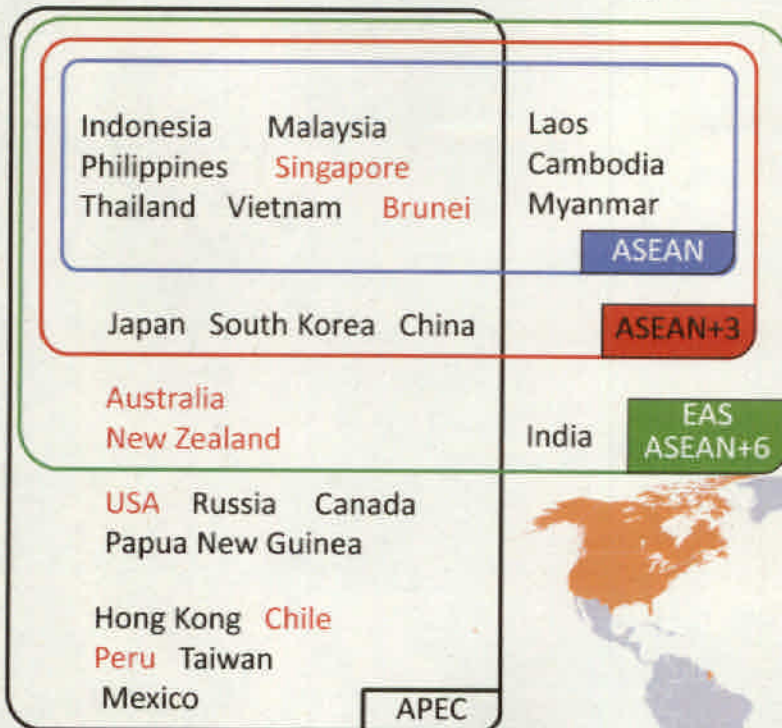 Indonesia Malaysia Laos
Philippines Singapore Cambodia
Thailand Vietnam Brunei Myanmar
ASEAN
Japan South Korea China ASEAN+3
Australia
New Zealand India
EAS
ASEAN+6
USA Russia Canada
Papua New Guinea
Hong Kong Chile
Peru Taiwan
Mexico
APEC